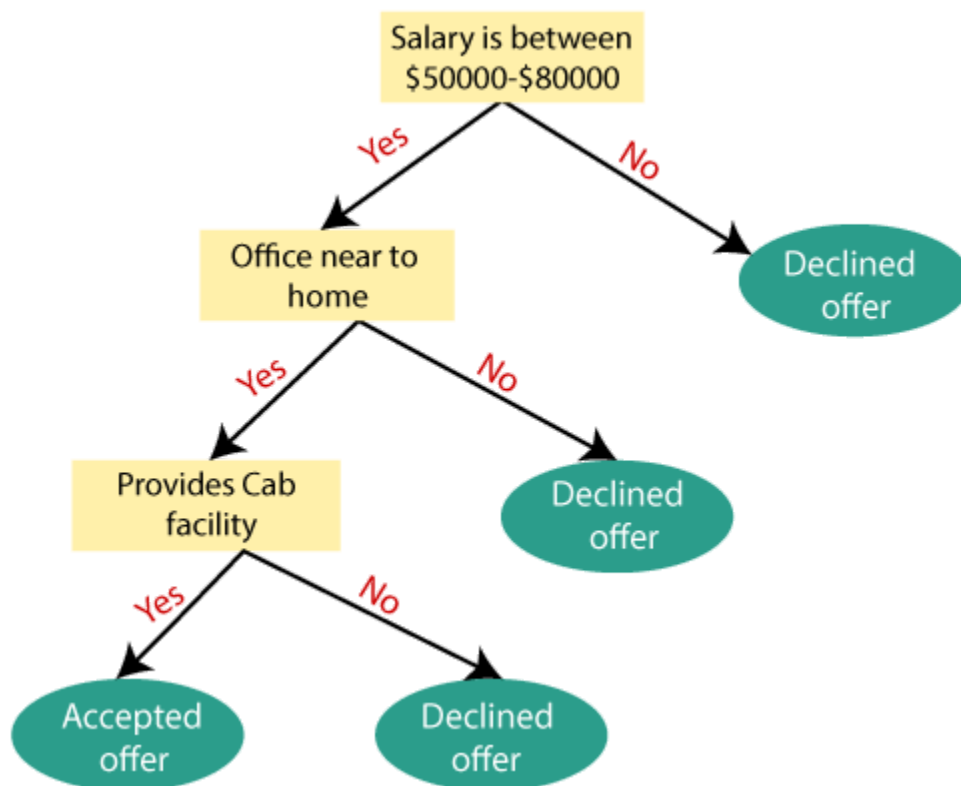 Salary is between
$50000-$80000
Yes
No
Office near to
home
Declined
offer
Yes
No
Provides Cab
facility
Declined
offer
Yes
No
Accepted
offer
Declined
offer